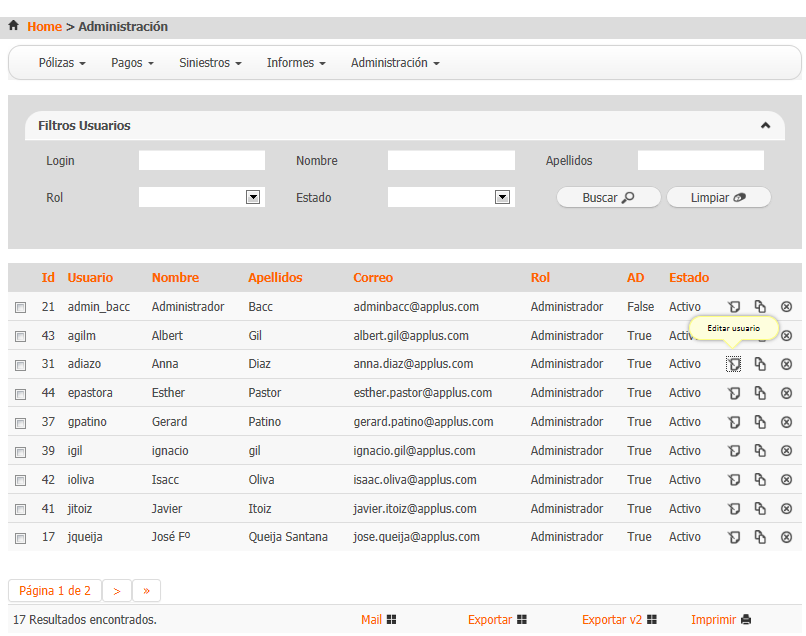 Home > Administración
Pólizas Pagos Siniestros Informes Administración
Filtros Usuarios
Login Nombre Apellidos
Rol Estado Buscar Limpiar
Id Usuario Nombre Apellidos Correo Rol AD Estado
21 admin_bacc Administrador Bacc adminbacc@applus.com Administrador False Activo
Editar usuario
43 agilm Albert Gil albert.gil@applus.com Administrador True
31 adiazo Anna Diaz anna.diaz@applus.com Administrador True Activo
44 epastora Esther Pastor esther.pastor@applus.com Administrador True Activo
37 gpatino Gerard Patino gerard.patino@applus.com Administrador True Activo
39 igil ignacio gil ignacio.gil@applus.com Administrador True Activo
42 ioliva Isacc Oliva isaac.oliva@applus.com Administrador True Activo
41 jitoiz Javier Itoiz javier.itoiz@applus.com Administrador True Activo
17 jqueija José Fº Queija Santana jose.queija@applus.com Administrador True Activo
Página 1 de 2 > »
17 Resultados encontrados. Mail Exportar Exportar v2 Imprimir